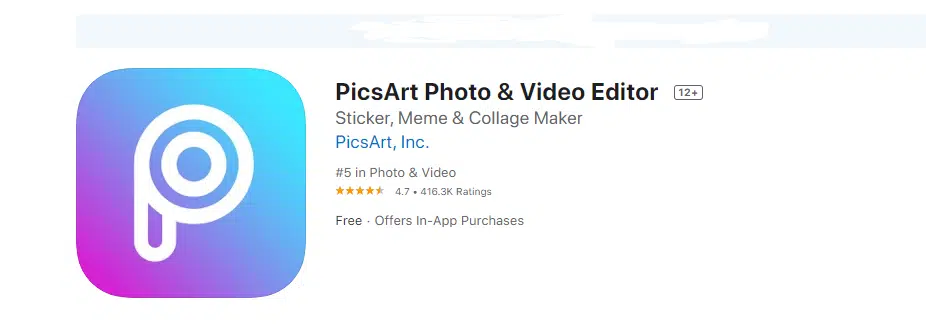 PicsArt Photo & Video Editor 12+
Sticker, Meme & Collage Maker
PicsArt, Inc.
#5 in Photo & Video
4.7 • 416.3K Ratings
Free · Offers In-App Purchases